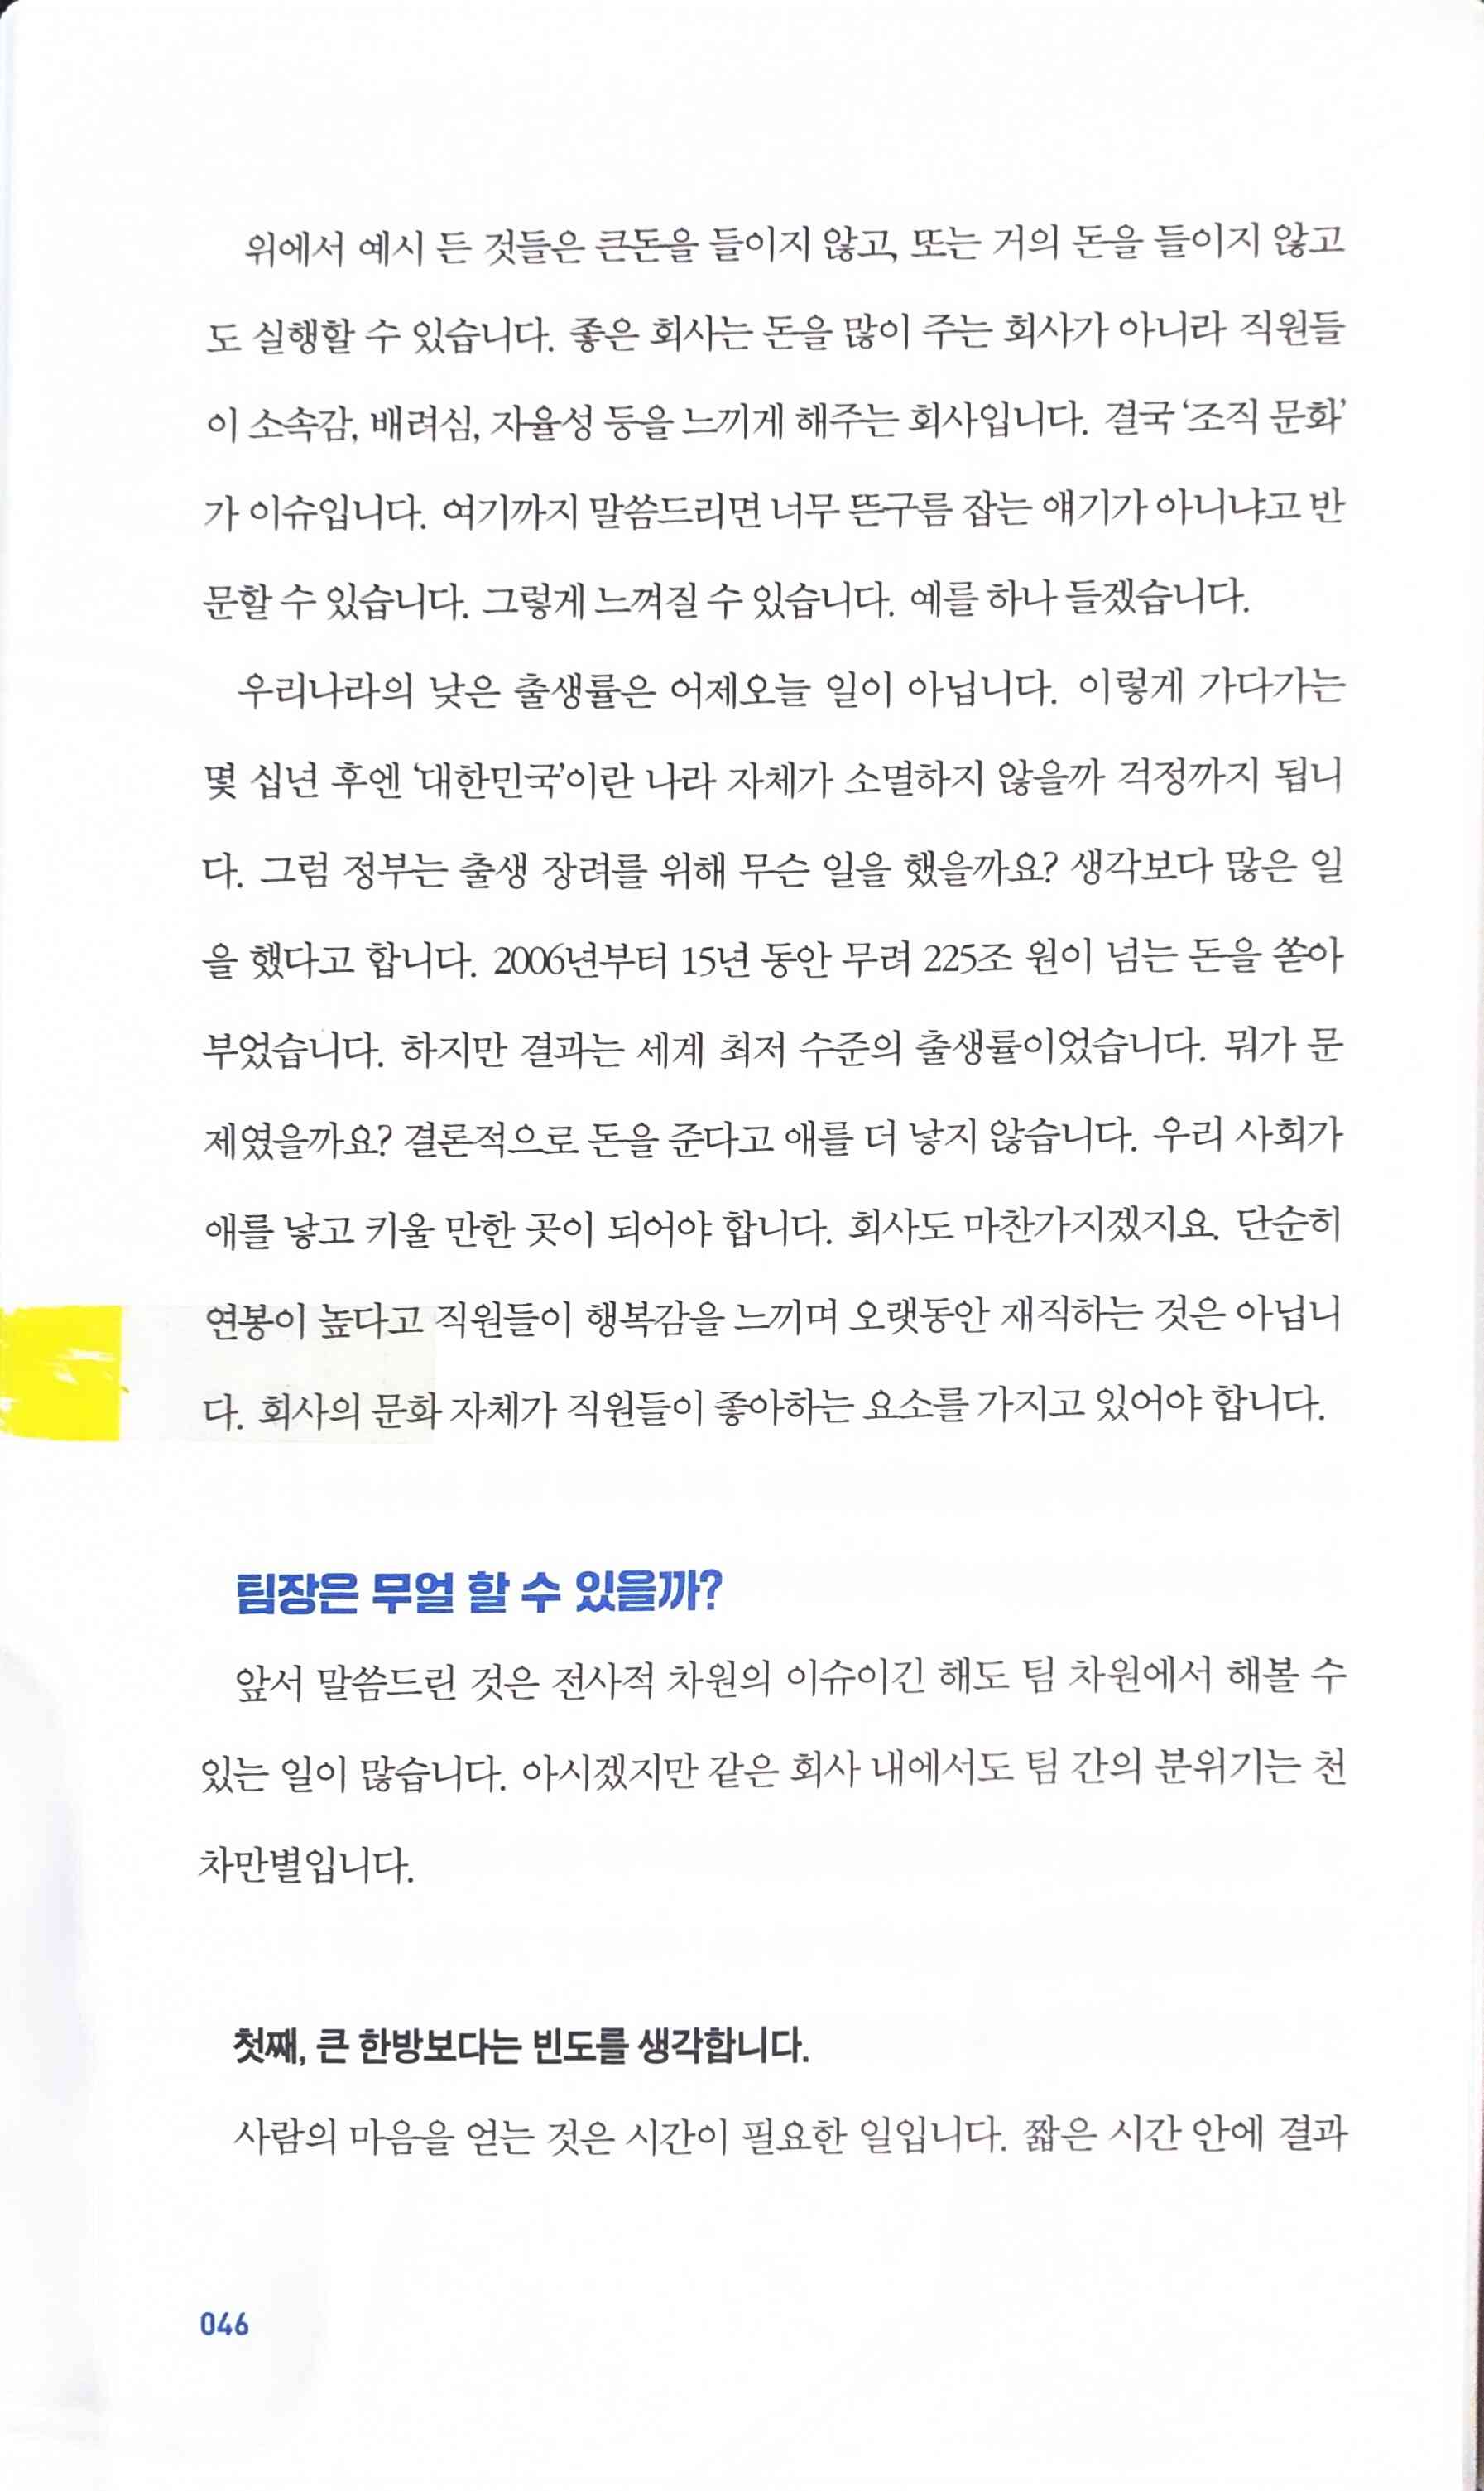 위에서 예시 든 것들은 큰돈을 들이지 않고, 또는 거의 돈을 들이지 않고
도 실행할 수 있습니다. 좋은 회사는 돈을 많이 주는 회사가 아니라 직원들
이 소속감, 배려심, 자율성 등을 느끼게 해주는 회사입니다. 결국 ‘조직 문화’
가 이슈입니다. 여기까지 말씀드리면 너무 뜬구름 잡는 얘기가 아니냐고 반
문할 수 있습니다. 그렇게 느껴질 수 있습니다. 예를 하나 들겠습니다.
우리나라의 낮은 출생률은 어제오늘 일이 아닙니다. 이렇게 가다가는
몇 십년 후엔 ‘대한민국’이란 나라 자체가 소멸하지 않을까 걱정까지 됩니
다. 그럼 정부는 출생 장려를 위해 무슨 일을 했을까요? 생각보다 많은 일
을 했다고 합니다. 2006년부터 15년 동안 무려 225조 원이 넘는 돈을 쏟아
부었습니다. 하지만 결과는 세계 최저 수준의 출생률이었습니다. 뭐가 문
제였을까요? 결론적으로 돈을 준다고 애를 더 낳지 않습니다. 우리 사회가
애를 낳고 키울 만한 곳이 되어야 합니다. 회사도 마찬가지겠지요. 단순히
연봉이 높다고 직원들이 행복감을 느끼며 오랫동안 재직하는 것은 아닙니
다. 회사의 문화 자체가 직원들이 좋아하는 요소를 가지고 있어야 합니다.
팀장은 무얼 할 수 있을까?
앞서 말씀드린 것은 전사적 차원의 이슈이긴 해도 팀 차원에서 해볼 수
있는 일이 많습니다. 아시겠지만 같은 회사 내에서도 팀 간의 분위기는 천
차만별입니다.
첫째, 큰 한방보다는 빈도를 생각합니다.
사람의 마음을 얻는 것은 시간이 필요한 일입니다. 짧은 시간 안에 결과
046